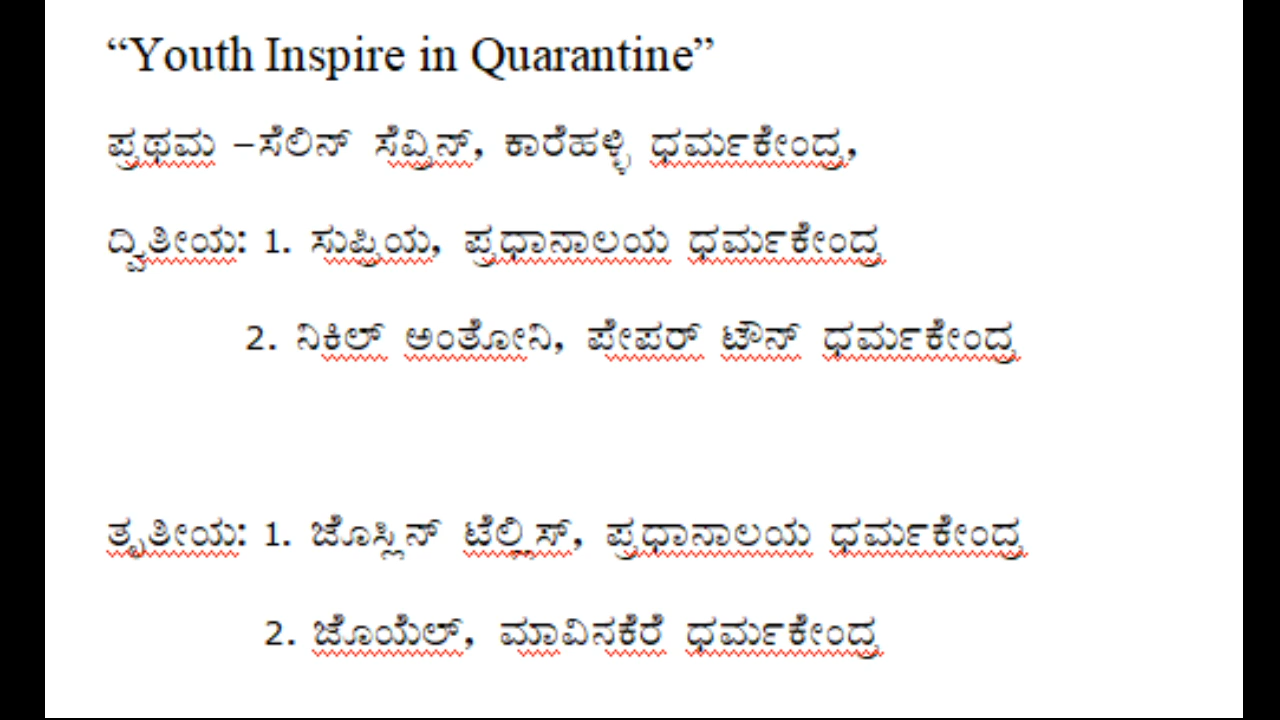 “Youth Inspire in Quarantine”
ಪ್ರಥಮ –ಸೆಲಿನ್ ಸೆವ್ರಿನ್, ಕಾರೆಹಳ್ಳಿ ಧರ್ಮಕೇಂದ್ರ,
ದ್ವಿತೀಯ: 1. ಸುಪ್ರಿಯ, ಪ್ರಧಾನಾಲಯ ಧರ್ಮಕೇಂದ್ರ
2. ನಿಕಿಲ್ ಅಂತೋನಿ, ಪೇಪರ್ ಟೌನ್ ಧರ್ಮಕೇಂದ್ರ
ತೃತೀಯ: 1. ಜೊಸ್ಲಿನ್ ಟೆಲ್ಲಿಸ್, ಪ್ರಧಾನಾಲಯ ಧರ್ಮಕೇಂದ್ರ
2. ಜೊಯೆಲ್, ಮಾವಿನಕೆರೆ ಧರ್ಮಕೇಂದ್ರ